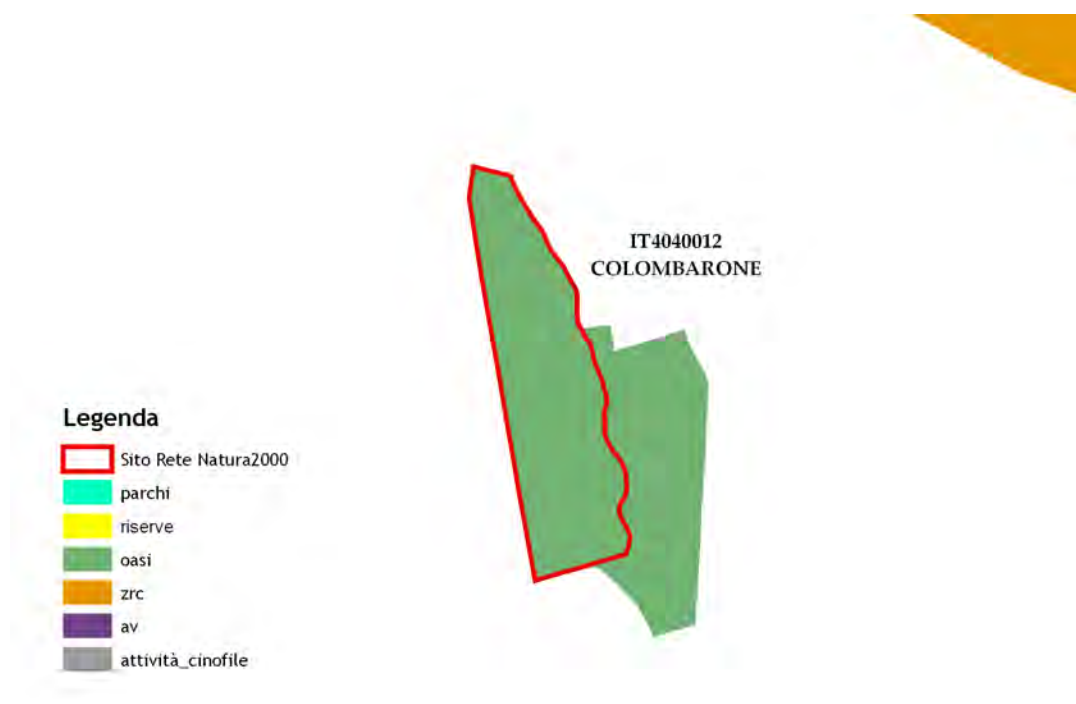 IT4040012
COLOMBARONE
Legenda
Sito Rete Natura2000
parchi
riserve
oasi
zrc
av
attività_cinofile